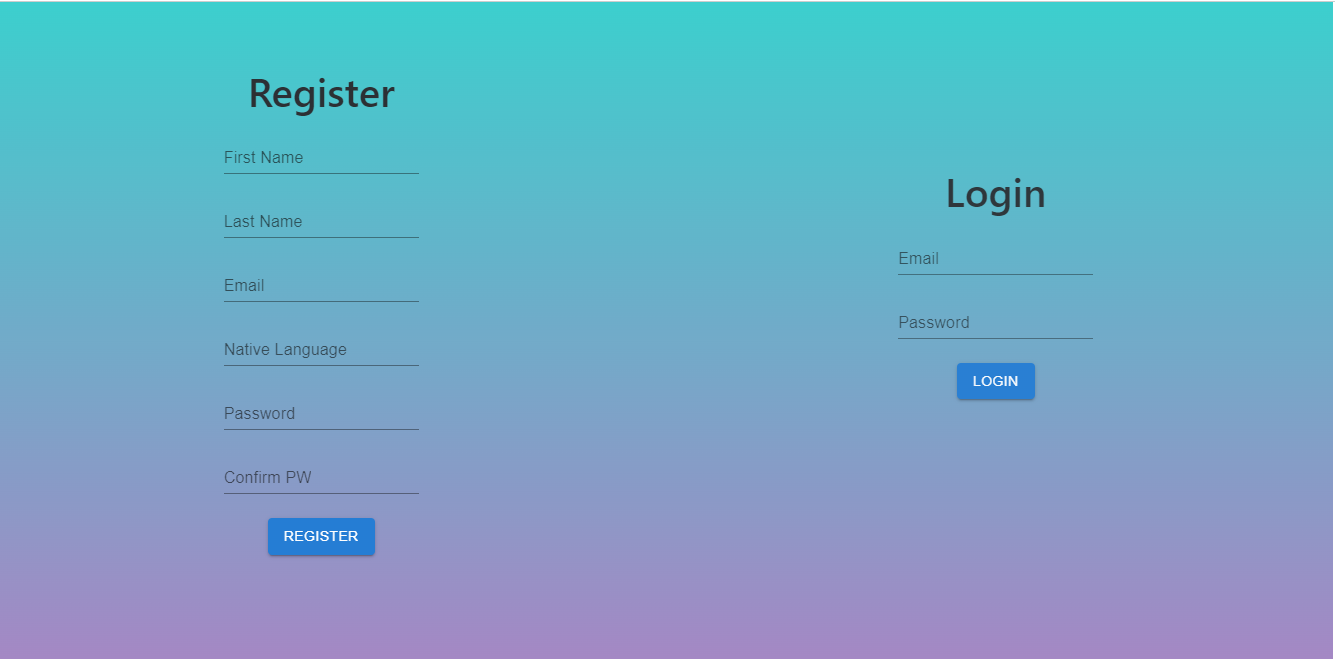 Register
First Name
Last Name
Email
Native Language
Password
Confirm PW
REGISTER
Login
Email
Password
LOGIN